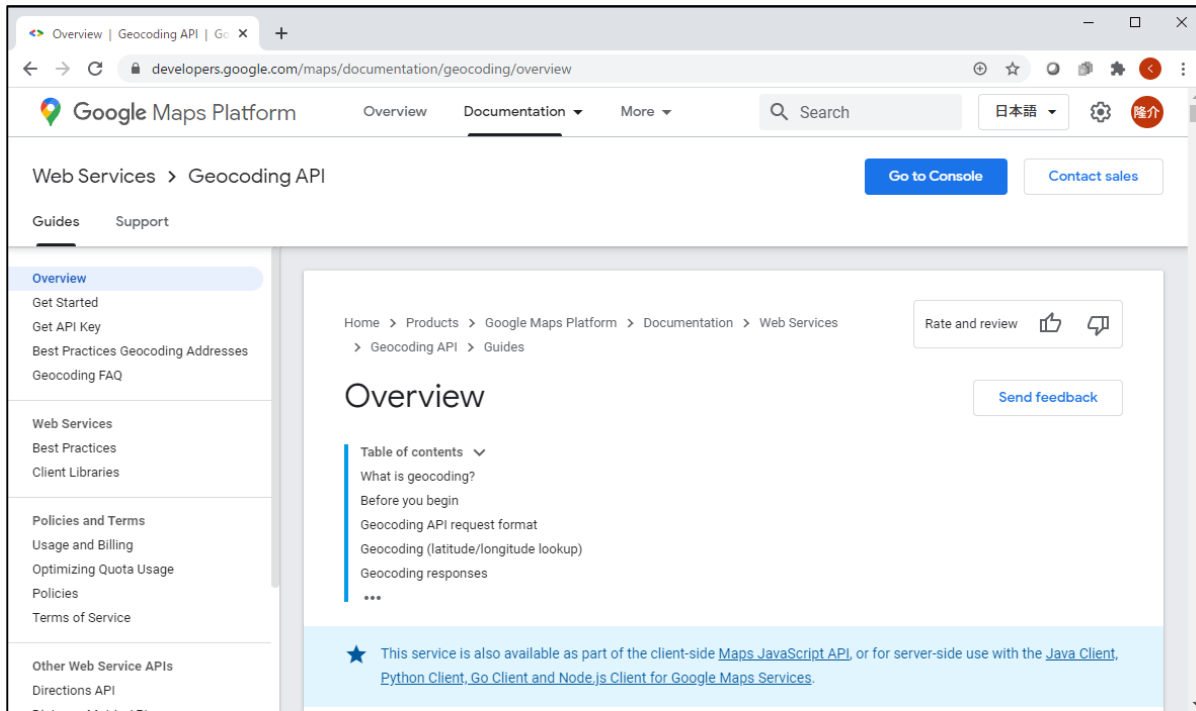 Overview | Geocoding API | Go
developers.google.com/maps/documentation/geocoding/overview
Google Maps Platform
Overview
Documentation
More
Search
日本語
隆介
Web Services > Geocoding API
Go to Console
Contact sales
Guides
Support
Overview
Get Started
Get API Key
Best Practices Geocoding Addresses
Geocoding FAQ
Web Services
Best Practices
Client Libraries
Policies and Terms
Usage and Billing
Optimizing Quota Usage
Policies
Terms of Service
Other Web Service APIs
Directions API
Home > Products > Google Maps Platform > Documentation > Web Services
> Geocoding API > Guides
Rate and review
Overview
Send feedback
Table of contents
What is geocoding?
Before you begin
Geocoding API request format
Geocoding (latitude/longitude lookup)
Geocoding responses
•••
This service is also available as part of the client-side Maps JavaScript API, or for server-side use with the Java Client,
Python Client, Go Client and Node.js Client for Google Maps Services.